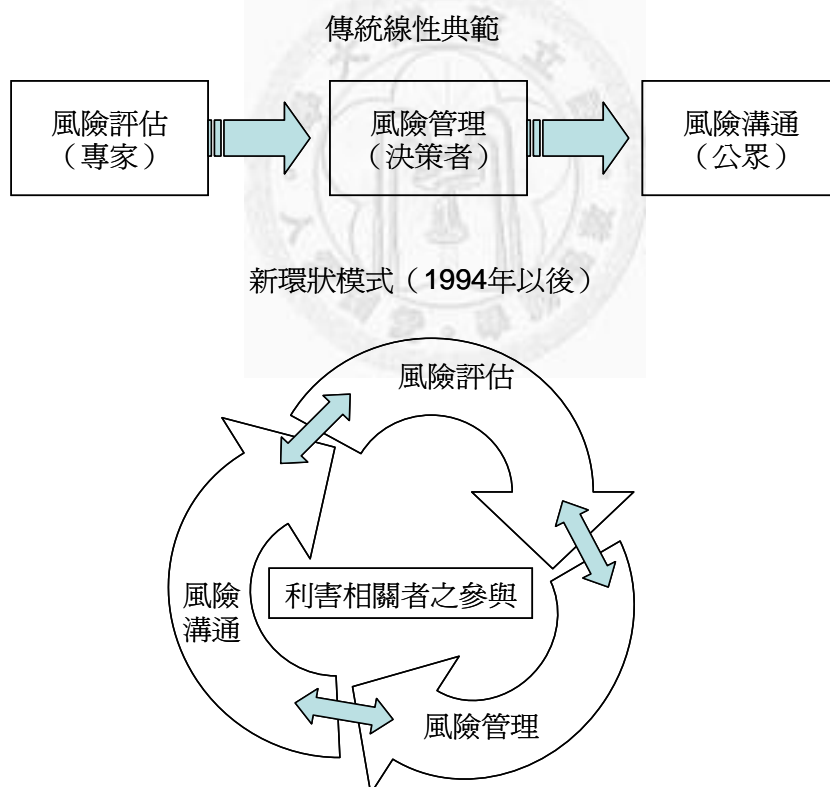 傳統線性典範
風險評估
（專家）
風險管理
（決策者）
風險溝通
（公眾）
新環狀模式（1994年以後）
風險評估
風險
溝通
利害相關者之參與
風險管理